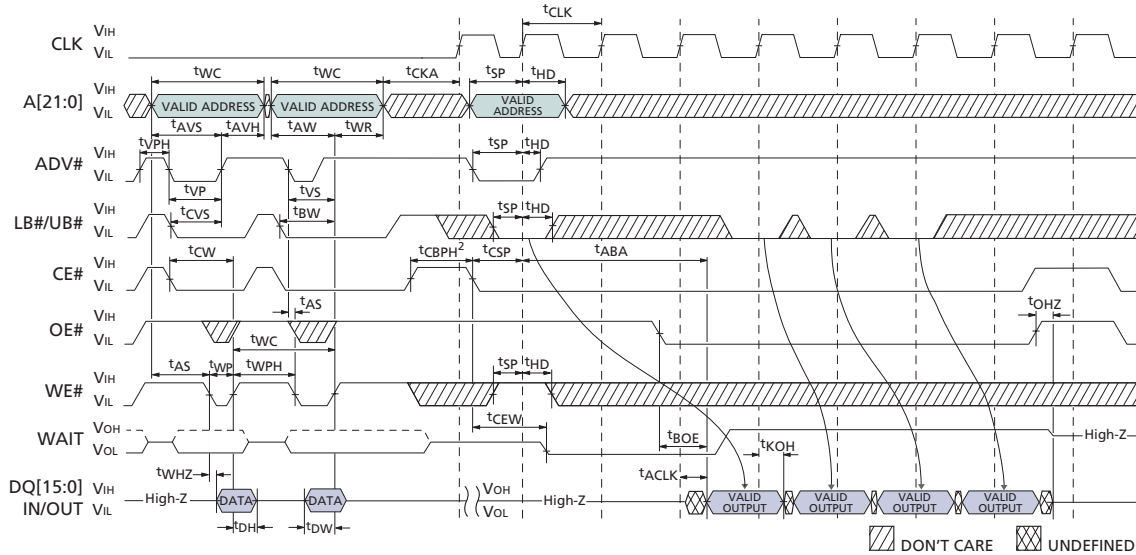 tCLK
CLK VIH
VIL
tWC tWC tCKA tSP tHD
A[21:0] VIH
VIL
VALID ADDRESS VALID ADDRESS VALID ADDRESS
tAVS tAVH tAW tWR
tVPH tSP tHD
ADV# VIH
VIL
tVP tVS
LB#/UB# VIH
VIL
tCVS tBW tSP tHD
tCW tCBPH2 tCSP tABA
CE# VIH
VIL
tAS tOHZ
OE# VIH
VIL
tWC
tAS tWP tWPH tSP tHD
WE# VIH
VIL
tCEW
WAIT VOH
VOL
tBOE tKOH High-Z
tWHZ tACLK
DQ[15:0] VIH
IN/OUT VIL
High-Z DATA DATA VOH
VOL High-Z VALID OUTPUT VALID OUTPUT VALID OUTPUT VALID OUTPUT
tDH tDW
DON'T CARE UNDEFINED